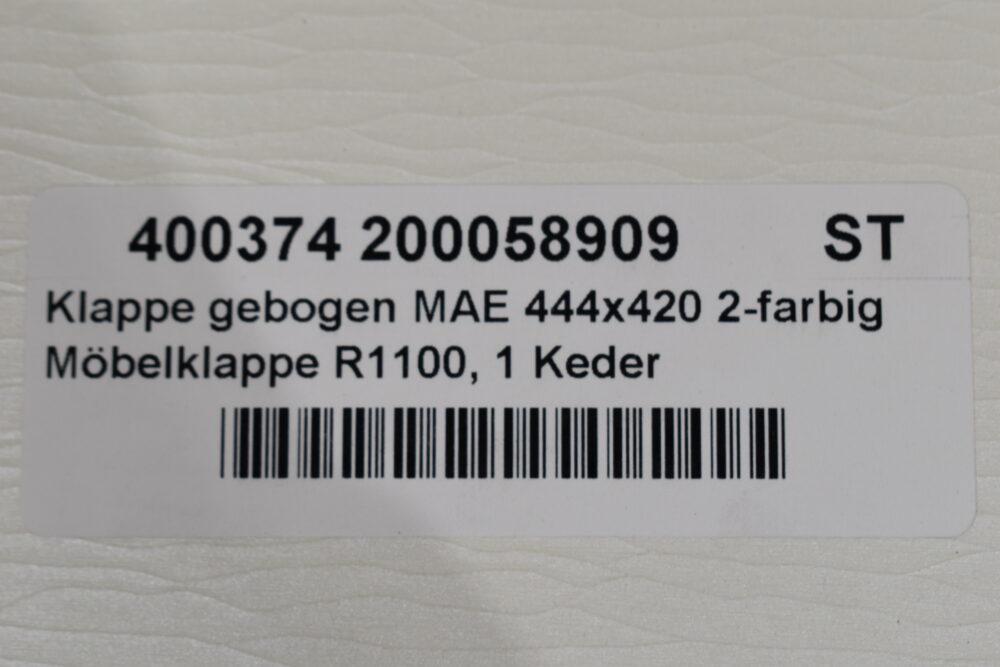 400374 200058909 ST
Klappe gebogen MAE 444x420 2-farbig
Möbelklappe R1100, 1 Keder